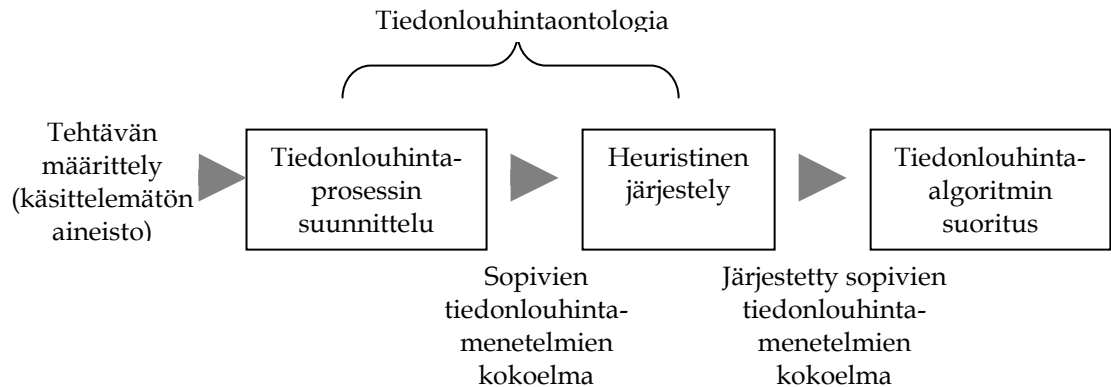 Tiedonlouhintaontologia
Tehtävän
määrittely
(käsittelemätön
aineisto)
Tiedonlouhinta-
prosessin
suunnittelu
Heuristinen
järjestely
Tiedonlouhinta-
algoritmin
suoritus
Sopivien
tiedonlouhinta-
menetelmien
kokoelma
Järjestetty sopivien
tiedonlouhinta-
menetelmien
kokoelma